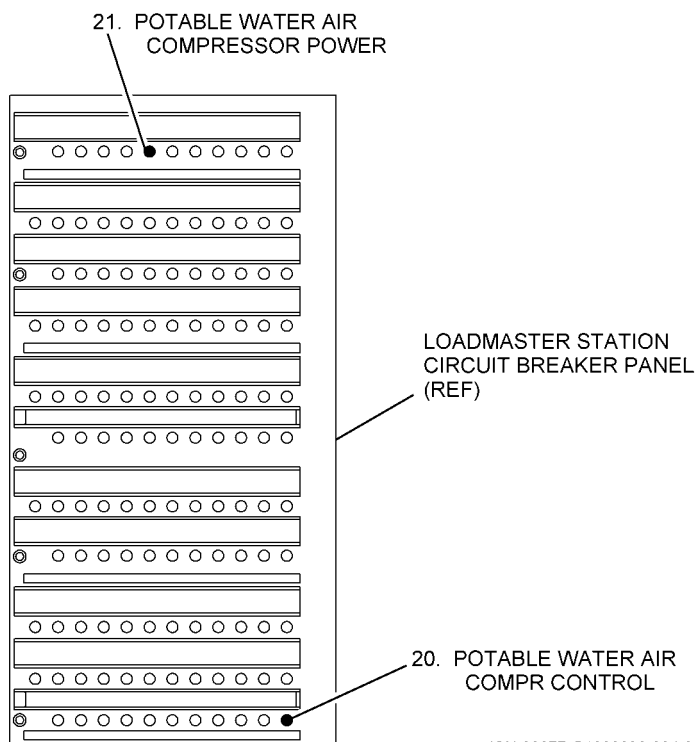 21. POTABLE WATER AIR
COMPRESSOR POWER
LOADMASTER STATION
CIRCUIT BREAKER PANEL
(REF)
20. POTABLE WATER AIR
COMPR CONTROL